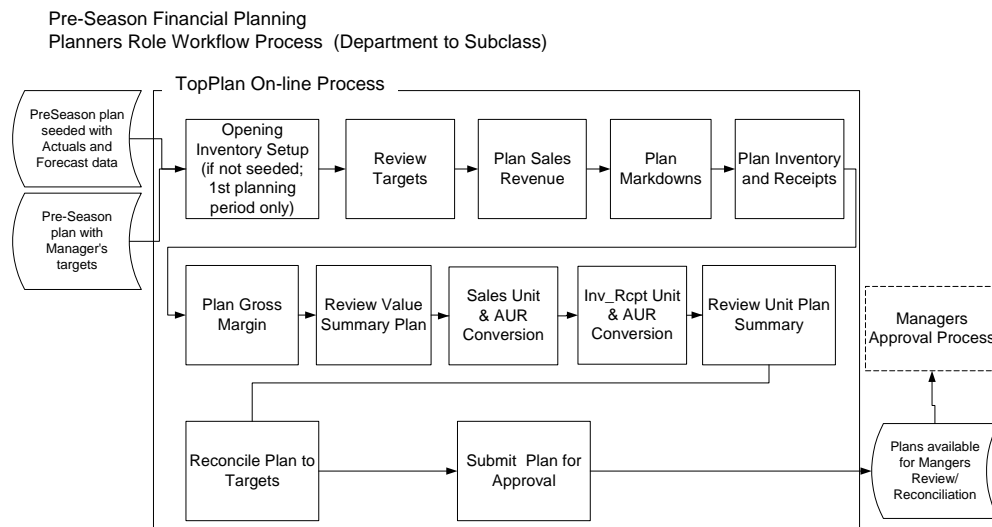 Pre-Season Financial Planning
Planners Role Workflow Process  (Department to Subclass)
TopPlan On-line Process
PreSeason plan
seeded with
Actuals and
Forecast data
Opening
Inventory Setup
(if not seeded;
1st planning
period only)
Review
Targets
Plan Sales
Revenue
Plan
Markdowns
Plan Inventory
and Receipts
Pre-Season
plan with
Manager's
targets
Plan Gross
Margin
Review Value
Summary Plan
Sales Unit
& AUR
Conversion
Inv_Rcpt Unit
& AUR
Conversion
Review Unit Plan
Summary
Managers
Approval Process
Reconcile Plan to
Targets
Submit  Plan for
Approval
Plans available
for Mangers
Review/
Reconciliation